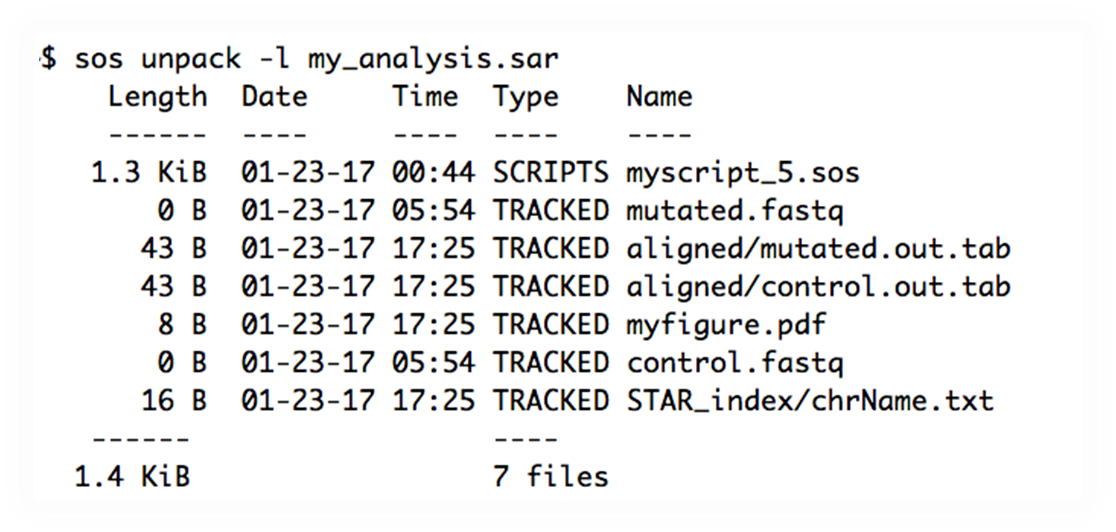 $ sos unpack -l my_analysis.sar
Length Date Time Type Name
------ ---- ---- ---- ----
1.3 KiB 01-23-17 00:44 SCRIPTS myscript_5.sos
0 B 01-23-17 05:54 TRACKED mutated.fastq
43 B 01-23-17 17:25 TRACKED aligned/mutated.out.tab
43 B 01-23-17 17:25 TRACKED aligned/control.out.tab
8 B 01-23-17 17:25 TRACKED myfigure.pdf
0 B 01-23-17 05:54 TRACKED control.fastq
16 B 01-23-17 17:25 TRACKED STAR_index/chrName.txt
------ ----
1.4 KiB 7 files